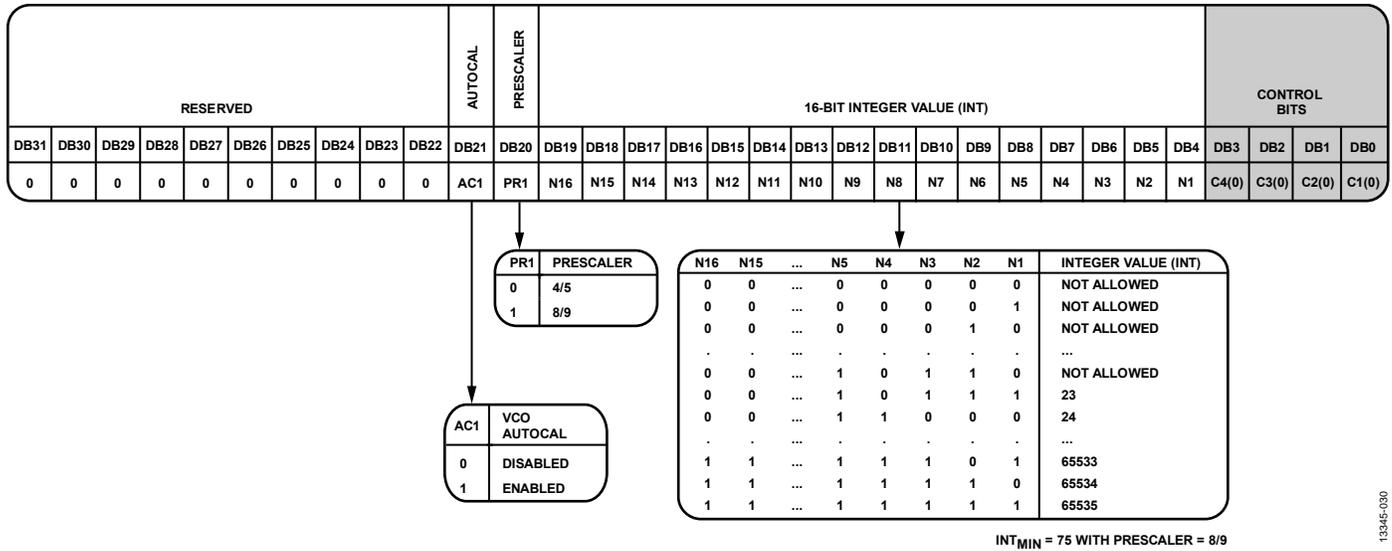 RESERVED AUTOCAL PRESCALER 16-BIT INTEGER VALUE (INT) CONTROL
BITS
DB31 DB30 DB29 DB28 DB27 DB26 DB25 DB24 DB23 DB22 DB21 DB20 DB19 DB18 DB17 DB16 DB15 DB14 DB13 DB12 DB11 DB10 DB9 DB8 DB7 DB6 DB5 DB4 DB3 DB2 DB1 DB0
0 0 0 0 0 0 0 0 0 0 AC1 PR1 N16 N15 N14 N13 N12 N11 N10 N9 N8 N7 N6 N5 N4 N3 N2 N1 C4(0) C3(0) C2(0) C1(0)
PR1 PRESCALER
0 4/5
1 8/9
AC1 VCO
AUTOCAL
0 DISABLED
1 ENABLED
N16 N15 ... N5 N4 N3 N2 N1 INTEGER VALUE (INT)
0 0 ... 0 0 0 0 0 NOT ALLOWED
0 0 ... 0 0 0 0 1 NOT ALLOWED
0 0 ... 0 0 0 1 0 NOT ALLOWED
. . ... . . . . . ...
0 0 ... 1 0 1 1 0 NOT ALLOWED
0 0 ... 1 0 1 1 1 23
0 0 ... 1 1 0 0 0 24
. . ... . . . . . ...
1 1 ... 1 1 1 0 1 65533
1 1 ... 1 1 1 1 0 65534
1 1 ... 1 1 1 1 1 65535
INTMIN = 75 WITH PRESCALER = 8/9
13345-030